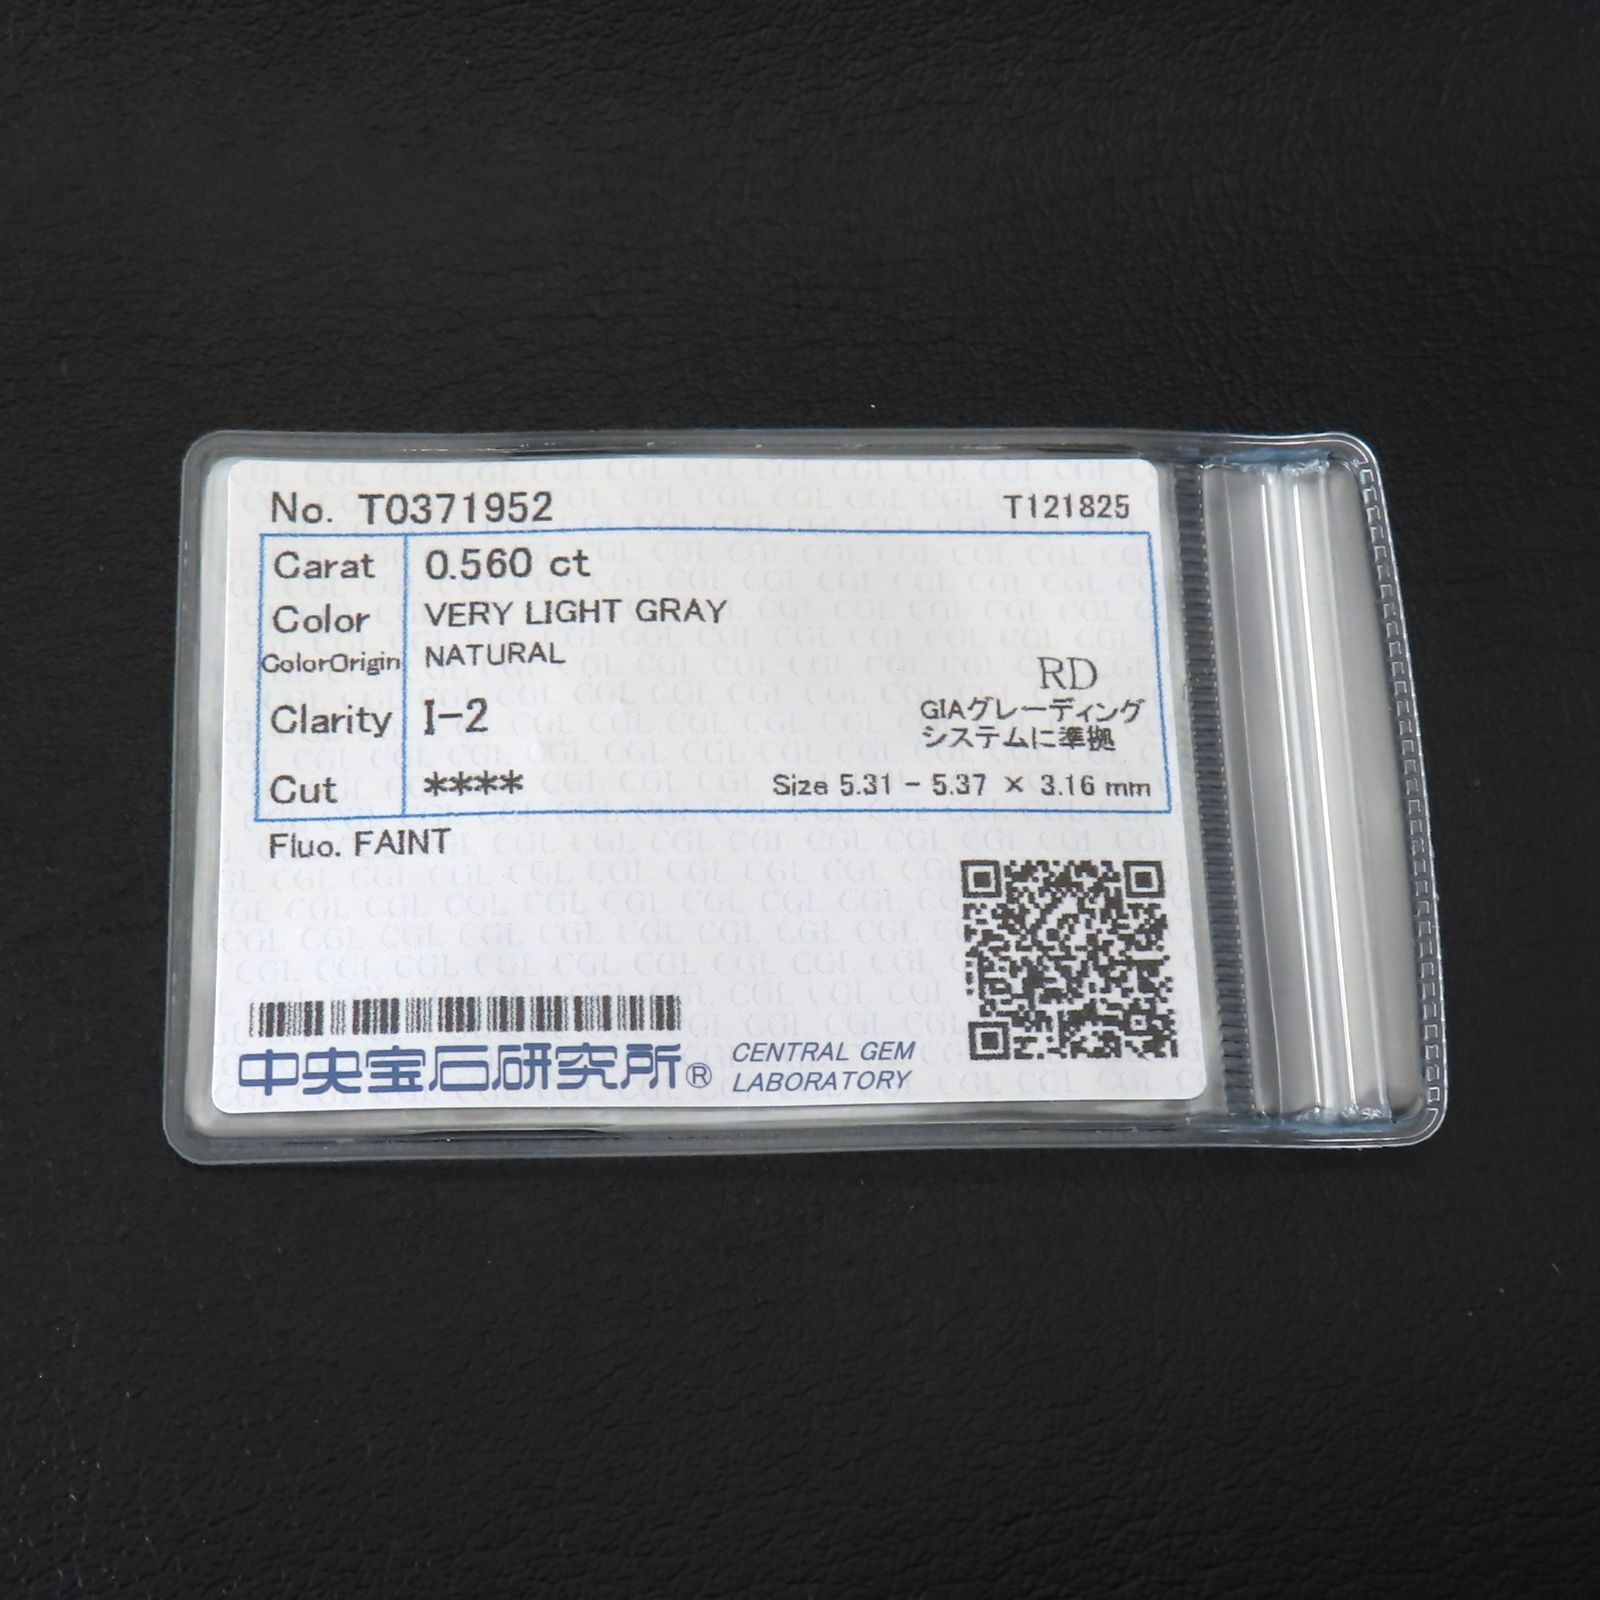 No. T0371952 T121825
Carat 0.560 ct
Color VERY LIGHT GRAY
ColorOrigin NATURAL
RD
Clarity I-2
GIAグレーディング
システムに準拠
Cut **** Size 5.31 - 5.37 × 3.16 mm
Fluo. FAINT
中央宝石研究所® CENTRAL GEM
LABORATORY